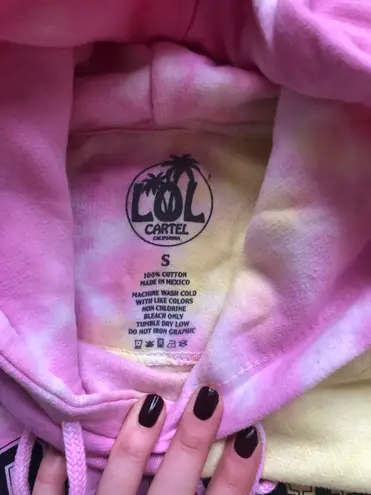 LOL
CARTEL
CALIFORNIA
S
100% COTTON
MADE IN MEXICO
MACHINE WASH COLD
WITH LIKE COLORS
NON CHLORINE
BLEACH ONLY
TUMBLE DRY LOW
DO NOT IRON GRAPHIC